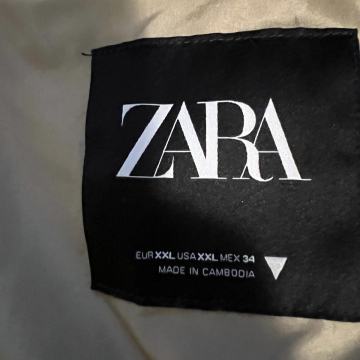 ZARA
EUR XXL USA XXL MEX 34
MADE IN CAMBODIA